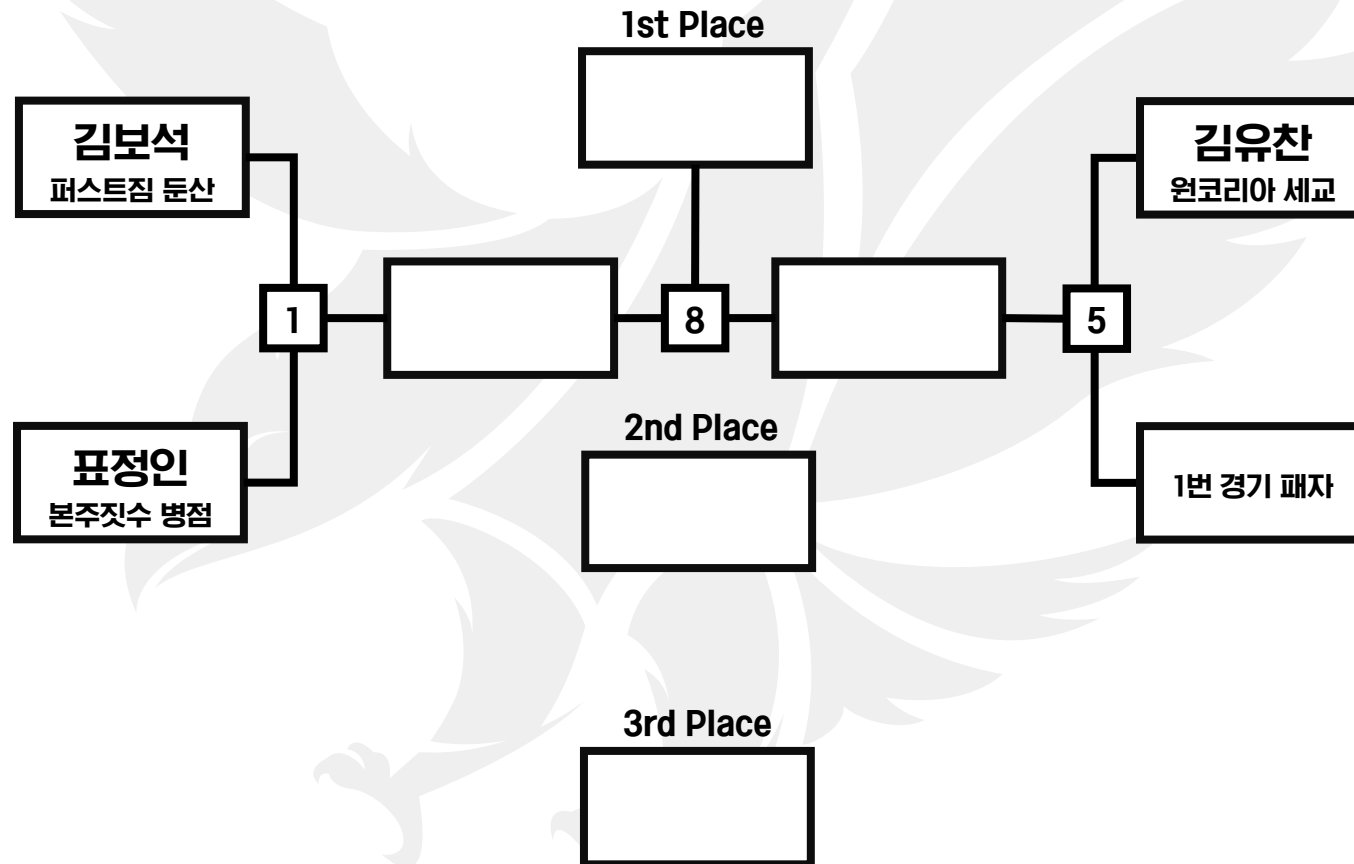 1st Place
김보석
퍼스트짐 둔산
김유찬
원코리아 세교
1
8
5
2nd Place
표정인
본주짓수 병점
1번 경기 패자
3rd Place